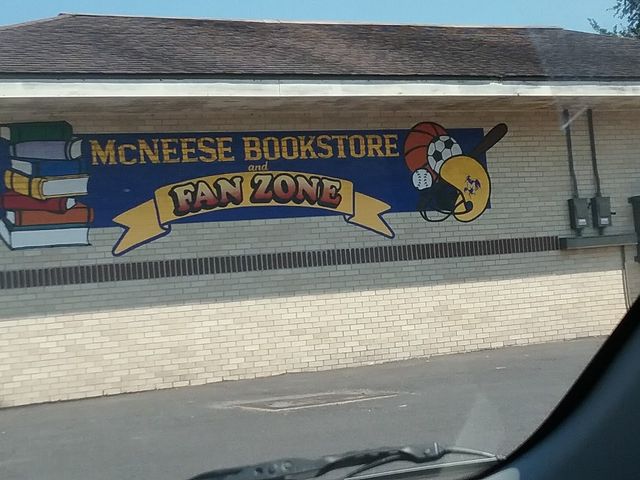 McNEESE BOOKSTORE
and
FAN ZONE